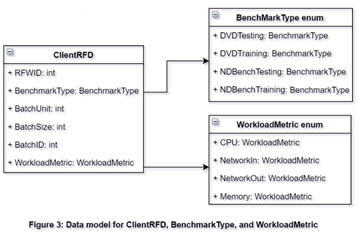 ClientRFD
+ RFWID: int
+ BenchmarkType: BenchmarkType
+ BatchUnit: int
+ BatchSize: int
+ BatchID: int
+ WorkloadMetric: WorkloadMetric
BenchMarkType enum
+ DVDTesting: BenchmarkType
+ DVDTraining: BenchmarkType
+ NDBenchTesting: BenchmarkType
+ NDBenchTraining: BenchmarkType
WorkloadMetric enum
+ CPU: WorkloadMetric
+ NetworkIn: WorkloadMetric
+ NetworkOut: WorkloadMetric
+ Memory: WorkloadMetric
Figure 3: Data model for ClientRFD, BenchmarkType, and WorkloadMetric